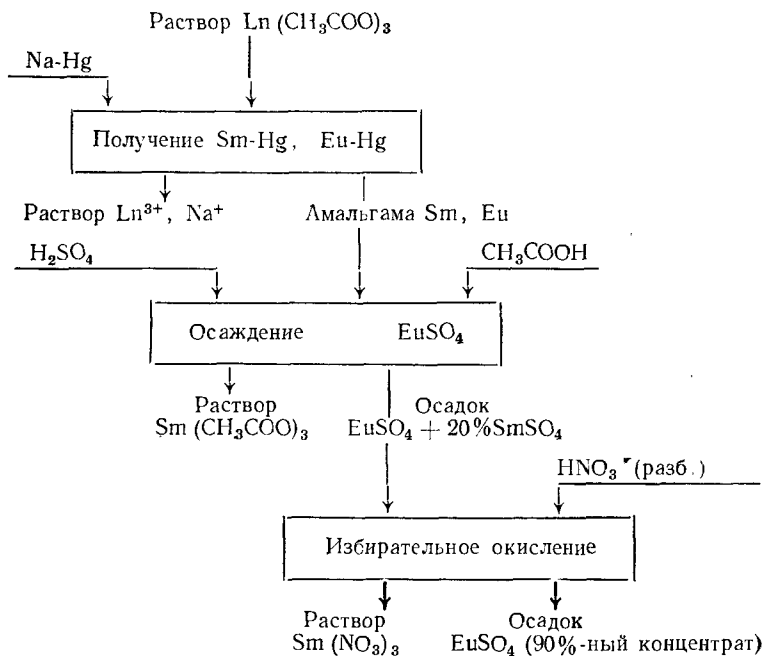 Раствор Ln (CH₃COO)₃
Na-Hg
Получение Sm-Hg, Eu-Hg
Раствор Ln³⁺, Na⁺
Амальгама Sm, Eu
H₂SO₄
CH₃COOH
Осаждение EuSO₄
Раствор
Sm (CH₃COO)₃
Осадок
EuSO₄ + 20%SmSO₄
HNO₃ (разб.)
Избирательное окисление
Раствор
Sm (NO₃)₃
Осадок
EuSO₄ (90%-ный концентрат)